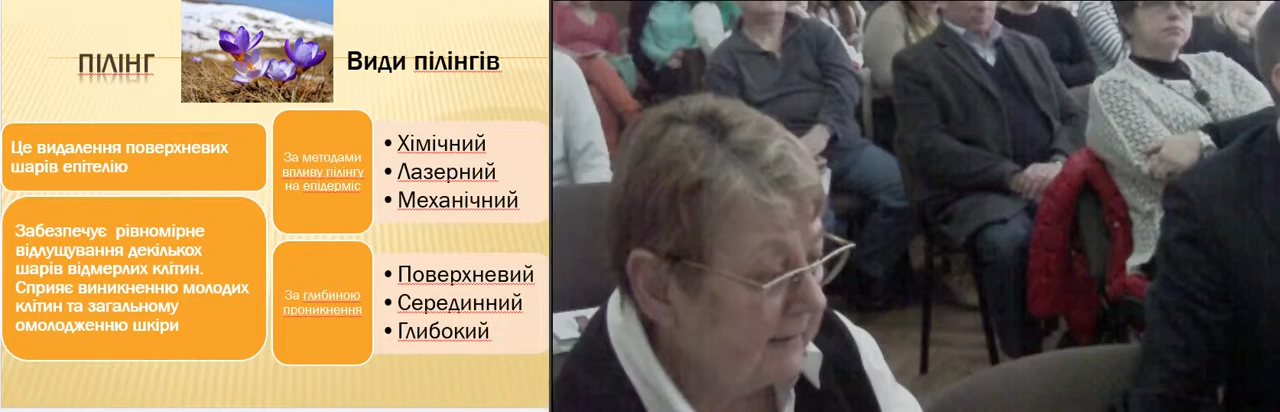 ПІЛІНГ
Види пілінгів
Це видалення поверхневих
шарів епітелію
Забезпечує рівномірне
відлущування декількох
шарів відмерлих клітин.
Сприяє виникненню молодих
клітин та загальному
омолодженню шкіри
За методами
впливу пілінгу
на епідерміс
• Хімічний
• Лазерний
• Механічний
За глибиною
проникнення
• Поверхневий
• Серединний
• Глибокий